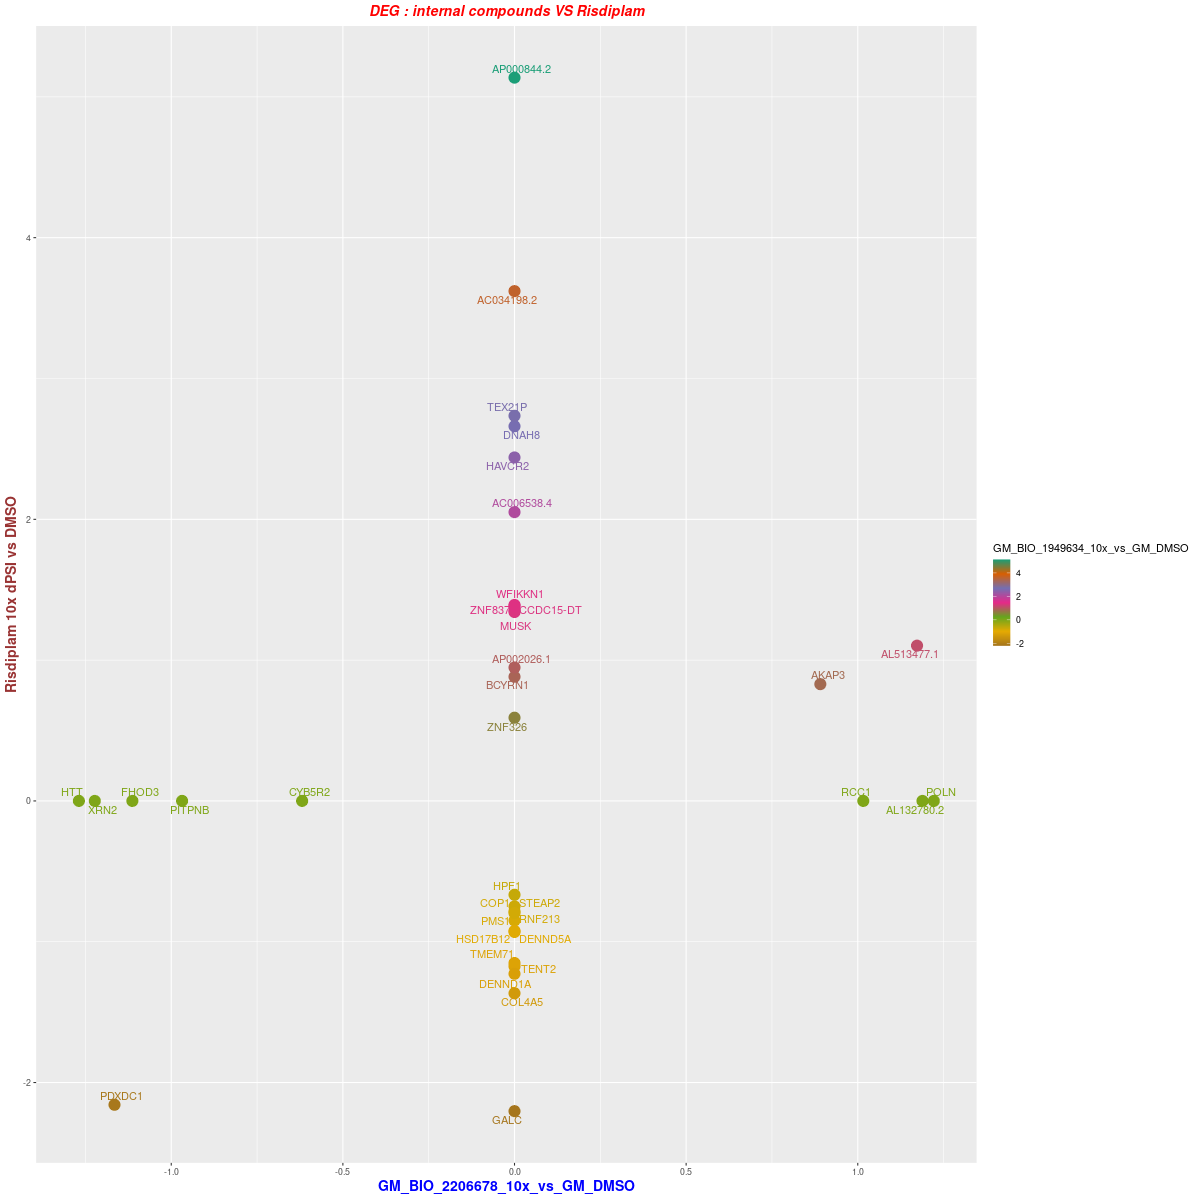 DEG : internal compounds VS Risdiplam
AP000844.2
4
AC034198.2
TEX21P
DNAH8
HAVCR2
AC006538.4
2
Risdiplam 10x dPSI vs DMSO
GM_BIO_1949634_10x_vs_GM_DMSO
4
2
0
-2
WFIKKN1
ZNF837 CCDC15-DT
MUSK
AP002026.1
BCYRN1
AL513477.1
AKAP3
ZNF326
HTT
XRN2
FHOD3
PITPNB
CYB5R2
RCC1
AL132780.2
POLN
0
HPF1
COP1 STEAP2
PMS1 RNF213
HSD17B12 DENND5A
TMEM71
TENT2
DENND1A
COL4A5
-2
PDXDC1
GALC
-1.0 -0.5 0.0 0.5 1.0
GM_BIO_2206678_10x_vs_GM_DMSO